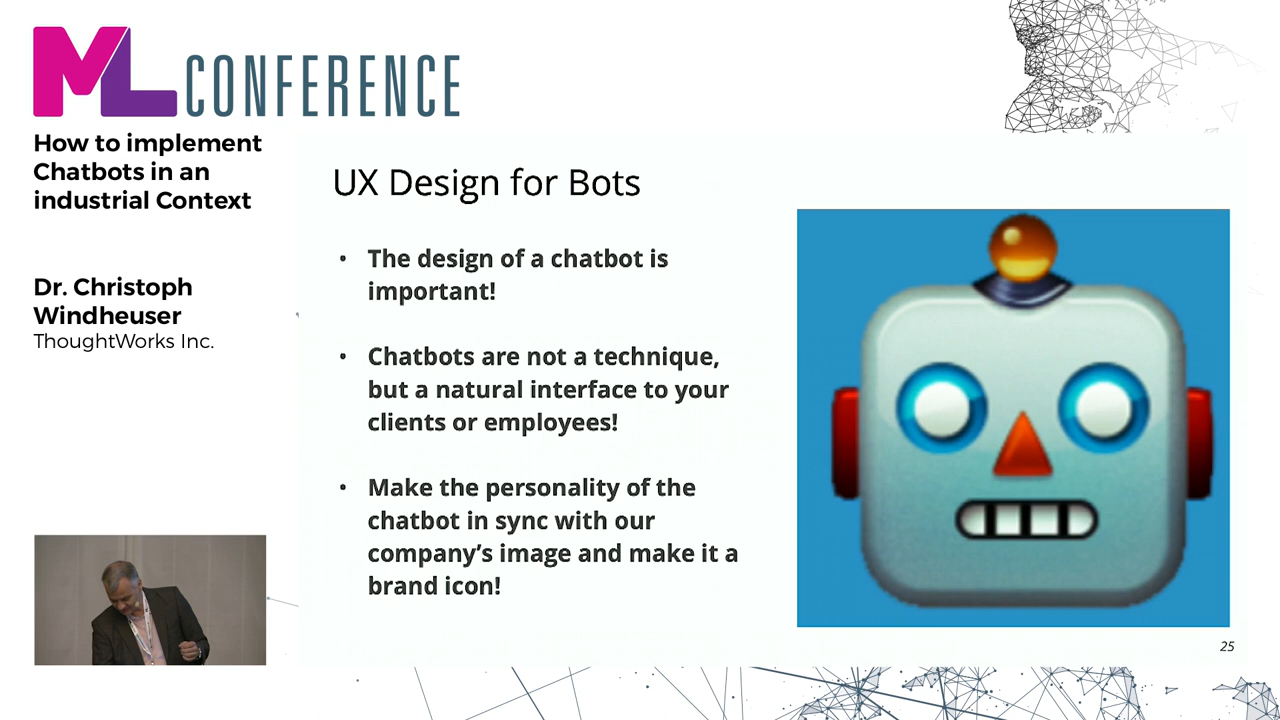 ML CONFERENCE
How to implement
Chatbots in an
industrial Context
Dr. Christoph
Windheuser
ThoughtWorks Inc.
UX Design for Bots
• The design of a chatbot is
important!
• Chatbots are not a technique,
but a natural interface to your
clients or employees!
• Make the personality of the
chatbot in sync with our
company's image and make it a
brand icon!
25